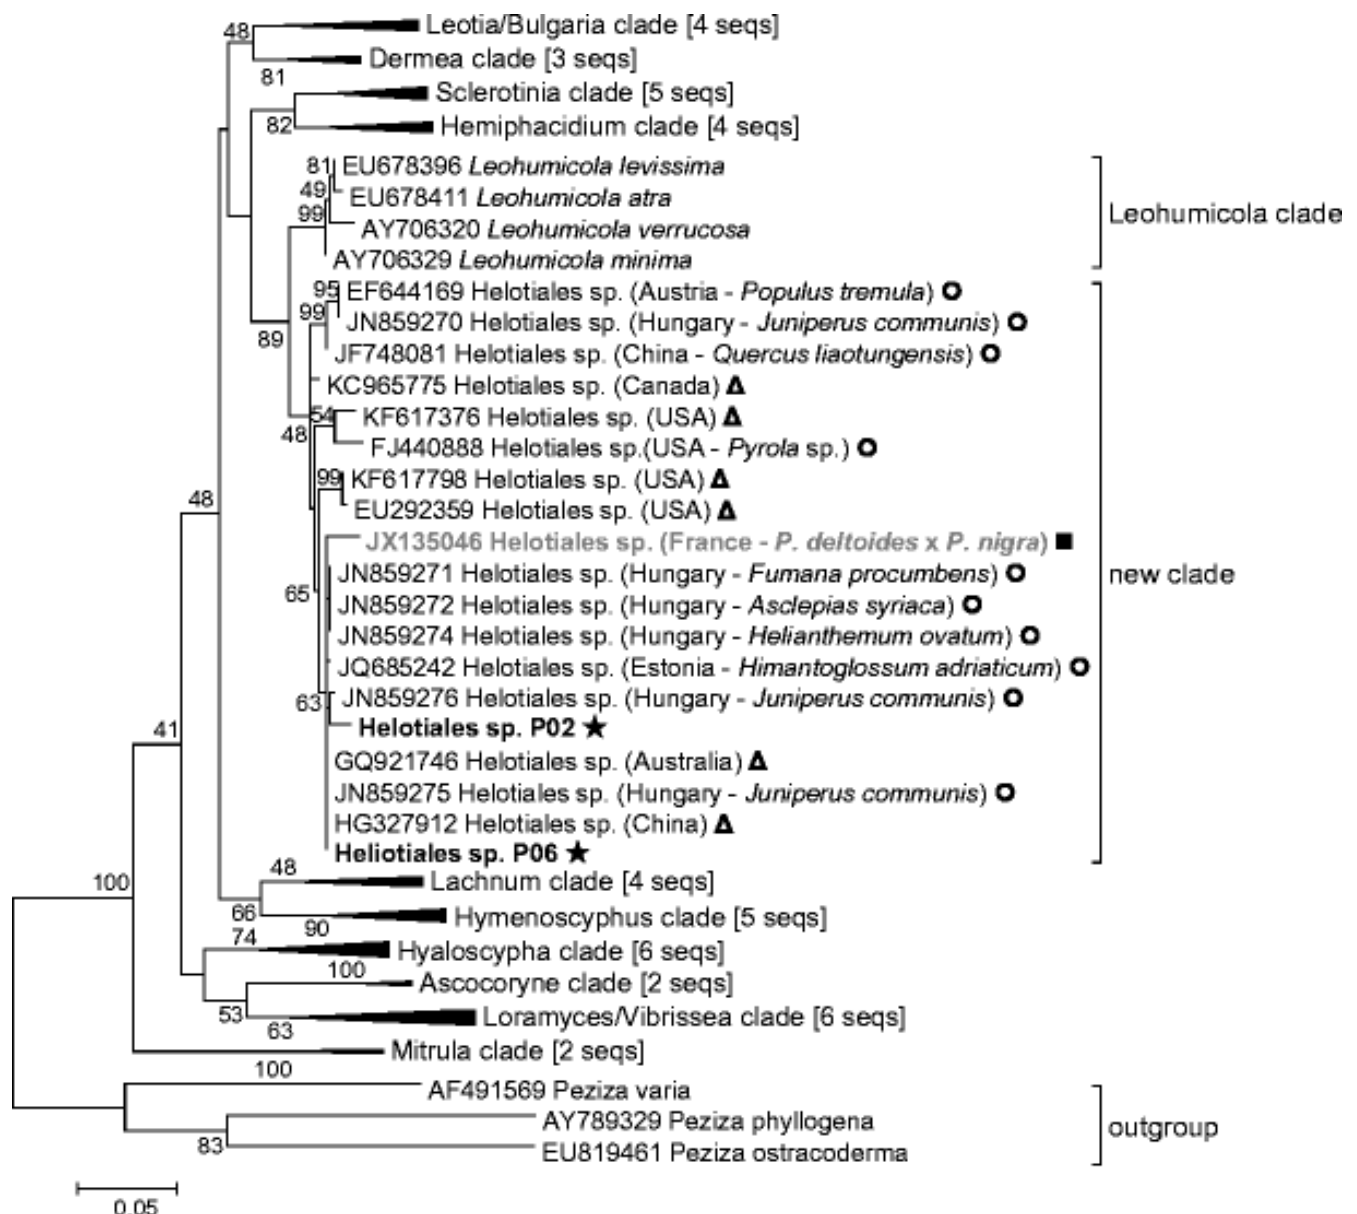 48 Leotia/Bulgaria clade [4 seqs]
Dermea clade [3 seqs]
81
Sclerotinia clade [5 seqs]
82 Hemiphacidium clade [4 seqs]
81 EU678396 Leohumicola levissima
49 EU678411 Leohumicola atra
99 AY706320 Leohumicola verrucosa
AY706329 Leohumicola minima
Leohumicola clade
95 EF644169 Helotiales sp. (Austria - Populus tremula)
99 JN859270 Helotiales sp. (Hungary - Juniperus communis)
89 JF748081 Helotiales sp. (China - Quercus liaotungensis)
KC965775 Helotiales sp. (Canada) Δ
54 KF617376 Helotiales sp. (USA) Δ
48 FJ440888 Helotiales sp.(USA - Pyrola sp.)
99 KF617798 Helotiales sp. (USA) Δ
48 EU292359 Helotiales sp. (USA) Δ
JX135046 Helotiales sp. (France - P. deltoides x P. nigra) ■
JN859271 Helotiales sp. (Hungary - Fumana procumbens)
new clade
65 JN859272 Helotiales sp. (Hungary - Asclepias syriaca)
JN859274 Helotiales sp. (Hungary - Helianthemum ovatum)
JQ685242 Helotiales sp. (Estonia - Himantoglossum adriaticum)
63 JN859276 Helotiales sp. (Hungary - Juniperus communis)
41 Helotiales sp. P02 ★
GQ921746 Helotiales sp. (Australia) Δ
JN859275 Helotiales sp. (Hungary - Juniperus communis)
HG327912 Helotiales sp. (China) Δ
Heliotiales sp. P06 ★
100 48 Lachnum clade [4 seqs]
66 90 Hymenoscyphus clade [5 seqs]
74 Hyaloscypha clade [6 seqs]
100 Ascocoryne clade [2 seqs]
53 63 Loramyces/Vibrissea clade [6 seqs]
Mitrula clade [2 seqs]
100
AF491569 Peziza varia
AY789329 Peziza phyllogena
outgroup
83 EU819461 Peziza ostracoderma
0.05